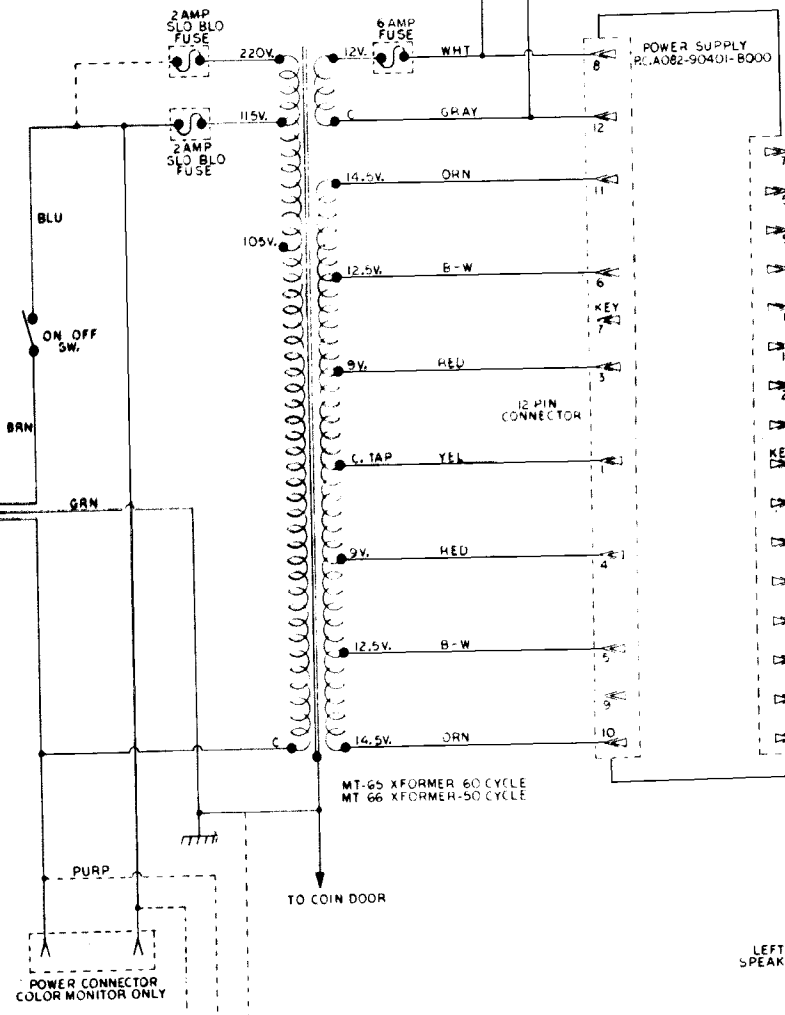 2 AMP
SLO BLO
FUSE
6 AMP
FUSE
220V.
12V.
WHT
8
POWER SUPPLY
P.C.A082-90401-B000
115V.
C
GRAY
12
2 AMP
SLO BLO
FUSE
14.5V.
ORN
11
BLU
105V.
12.5V.
B-W
6
KEY
7
ON OFF
SW.
9V.
RED
3
12 PIN
CONNECTOR
BRN
C. TAP
YEL
1
KE
GRN
9V.
RED
4
12.5V.
B-W
5
9
C
14.5V.
ORN
10
MT-65 XFORMER 60 CYCLE
MT 66 XFORMER-50 CYCLE
PURP
TO COIN DOOR
POWER CONNECTOR
COLOR MONITOR ONLY
LEFT
SPEAK